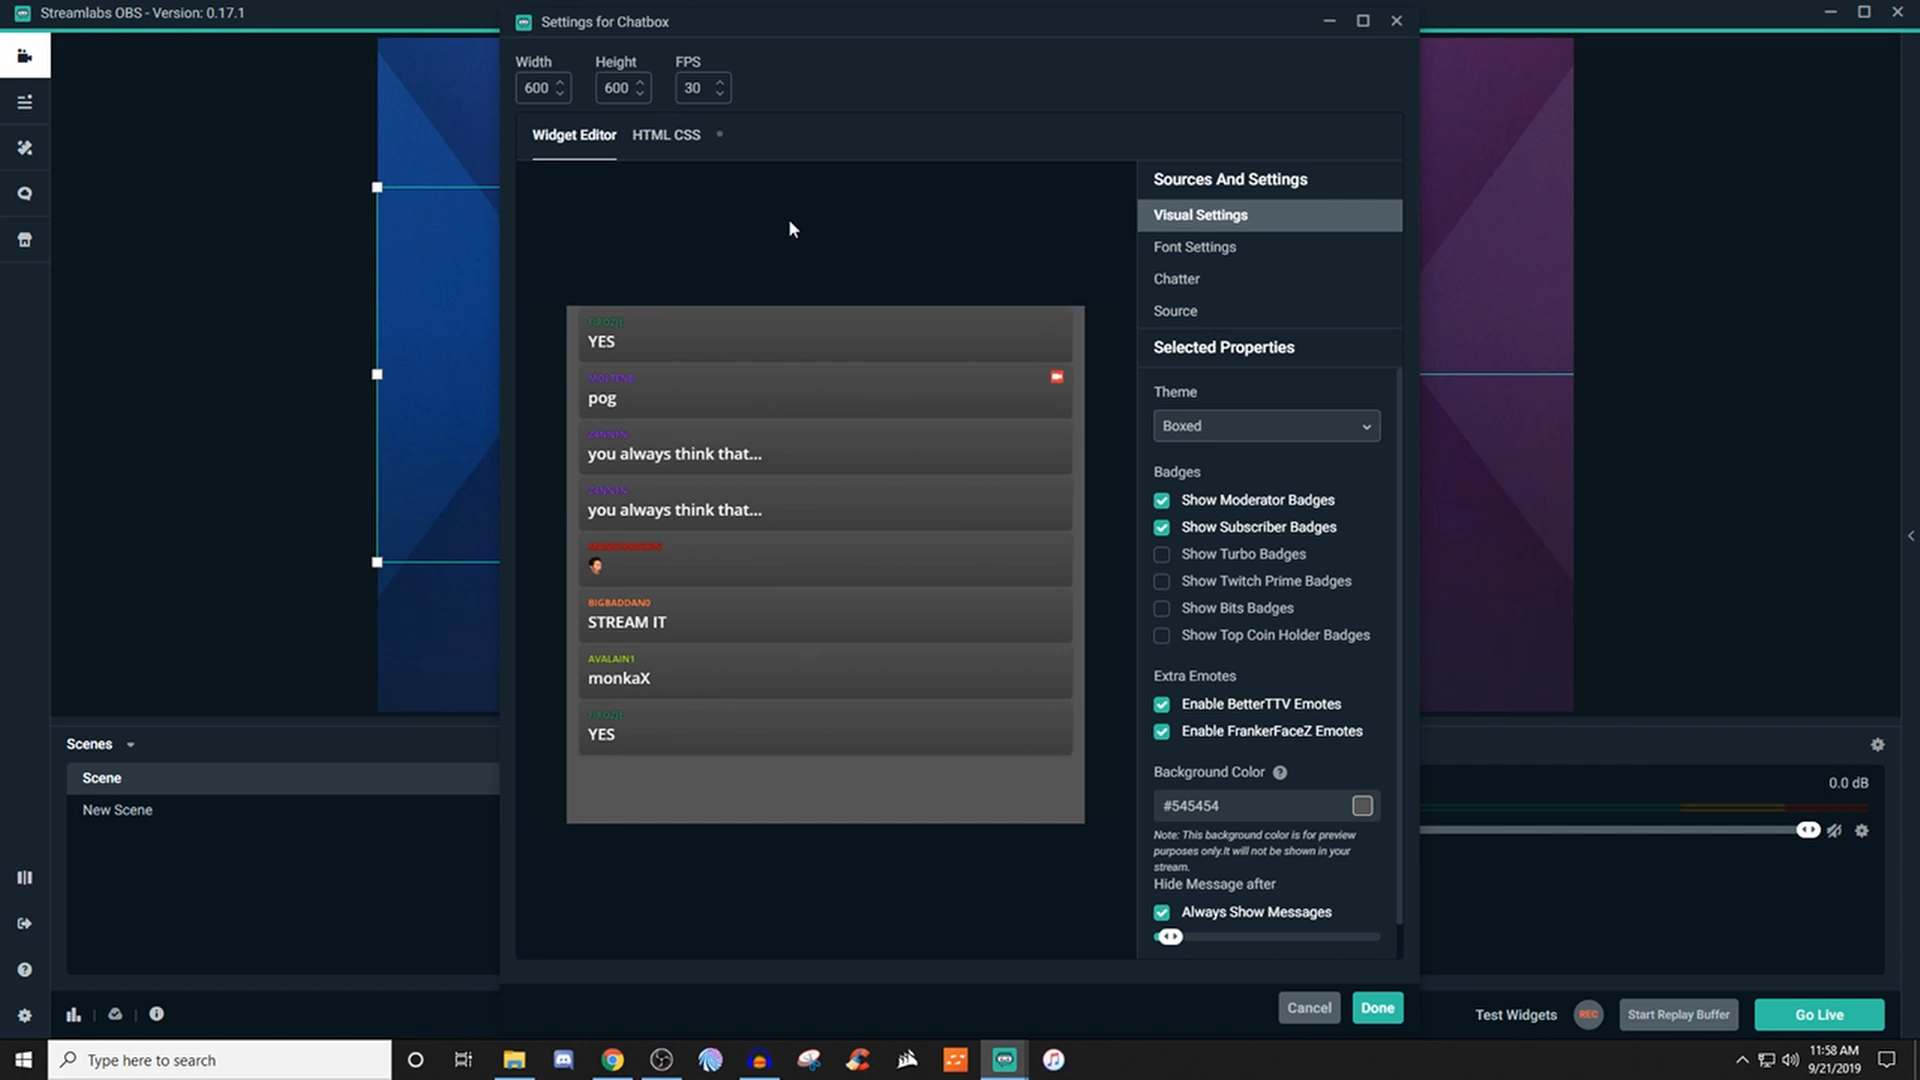 Streamlabs OBS - Version: 0.17.1
Settings for Chatbox
Width
Height
FPS
600
600
30
Widget Editor
HTML CSS
Sources And Settings
Visual Settings
Font Settings
Chatter
Source
Selected Properties
Theme
Boxed
Badges
Show Moderator Badges
Show Subscriber Badges
Show Turbo Badges
Show Twitch Prime Badges
Show Bits Badges
Show Top Coin Holder Badges
Extra Emotes
Enable BetterTTV Emotes
Enable FrankerFaceZ Emotes
Background Color
#545454
Note: This background color is for preview
purposes only.It will not be shown in your
stream.
Hide Message after
Always Show Messages
YES
pog
you always think that...
you always think that...
BIGBADDAN0
STREAM IT
AVALAIN1
monkaX
YES
Scenes
Scene
New Scene
0.0 dB
Cancel
Done
Test Widgets
REC
Start Replay Buffer
Go Live
Type here to search
11:58 AM
9/21/2019